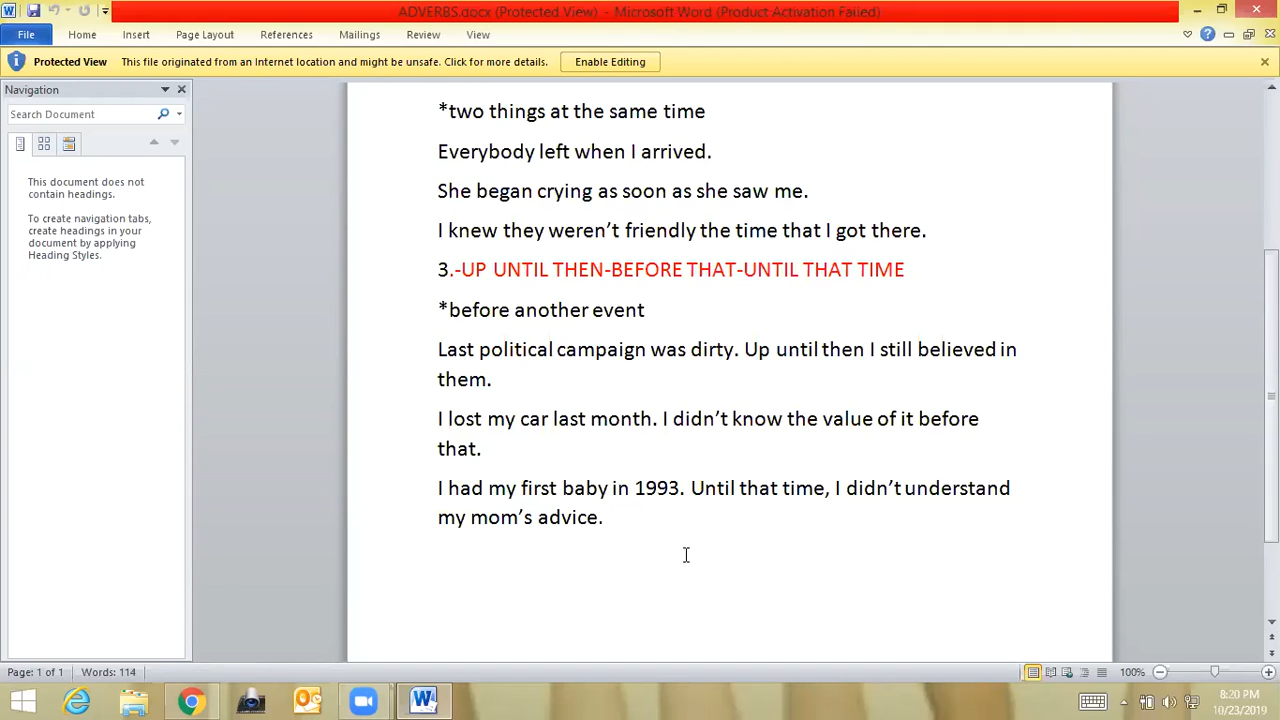 ADVERBS.docx (Protected View) - Microsoft Word (Product Activation Failed)
File Home Insert Page Layout References Mailings Review View
Protected View This file originated from an Internet location and might be unsafe. Click for more details. Enable Editing
Navigation
Search Document
This document does not
contain headings.
To create navigation tabs,
create headings in your
document by applying
Heading Styles.
*two things at the same time
Everybody left when I arrived.
She began crying as soon as she saw me.
I knew they weren’t friendly the time that I got there.
3.-UP UNTIL THEN-BEFORE THAT-UNTIL THAT TIME
*before another event
Last political campaign was dirty. Up until then I still believed in
them.
I lost my car last month. I didn’t know the value of it before
that.
I had my first baby in 1993. Until that time, I didn’t understand
my mom’s advice.
Page: 1 of 1 Words: 114 100%
8:20 PM
10/23/2019